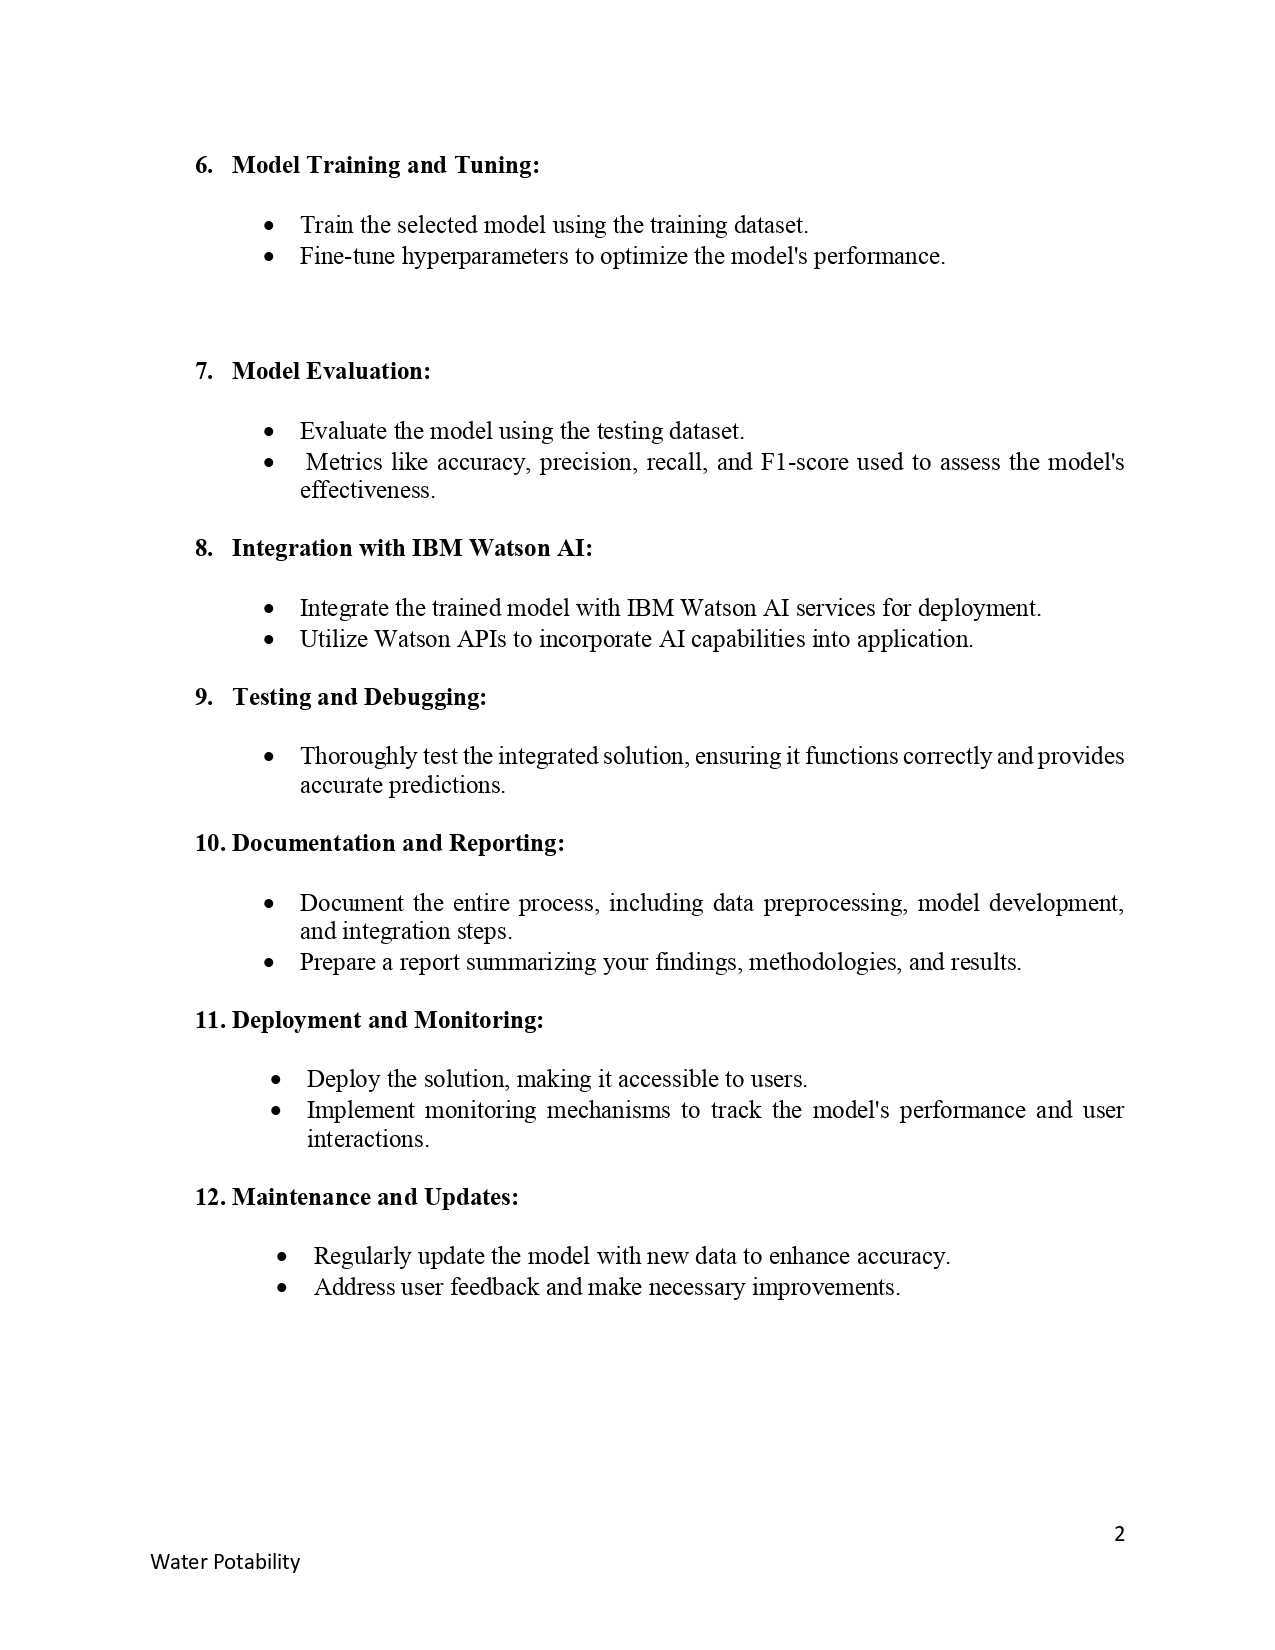 6. Model Training and Tuning:
• Train the selected model using the training dataset.
• Fine-tune hyperparameters to optimize the model's performance.
7. Model Evaluation:
• Evaluate the model using the testing dataset.
• Metrics like accuracy, precision, recall, and F1-score used to assess the model's
effectiveness.
8. Integration with IBM Watson AI:
• Integrate the trained model with IBM Watson AI services for deployment.
• Utilize Watson APIs to incorporate AI capabilities into application.
9. Testing and Debugging:
• Thoroughly test the integrated solution, ensuring it functions correctly and provides
accurate predictions.
10. Documentation and Reporting:
• Document the entire process, including data preprocessing, model development,
and integration steps.
• Prepare a report summarizing your findings, methodologies, and results.
11. Deployment and Monitoring:
• Deploy the solution, making it accessible to users.
• Implement monitoring mechanisms to track the model's performance and user
interactions.
12. Maintenance and Updates:
• Regularly update the model with new data to enhance accuracy.
• Address user feedback and make necessary improvements.
2
Water Potability